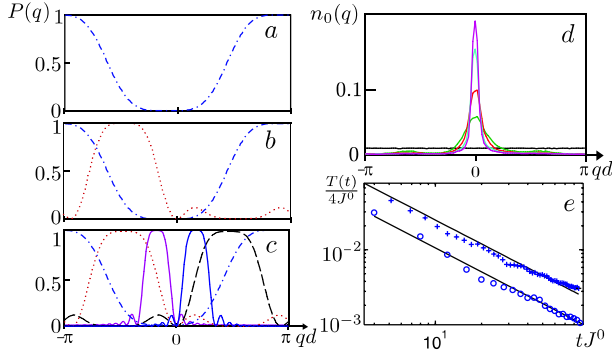 P(q)
1
0.5
0
a
1
0.5
0
b
1
0.5
0
c
−π
0
π
qd
n₀(q)
0.1
0
d
−π
0
π
qd
T(t)
4J⁰
10⁻²
10⁻³
e
10¹
tJ⁰